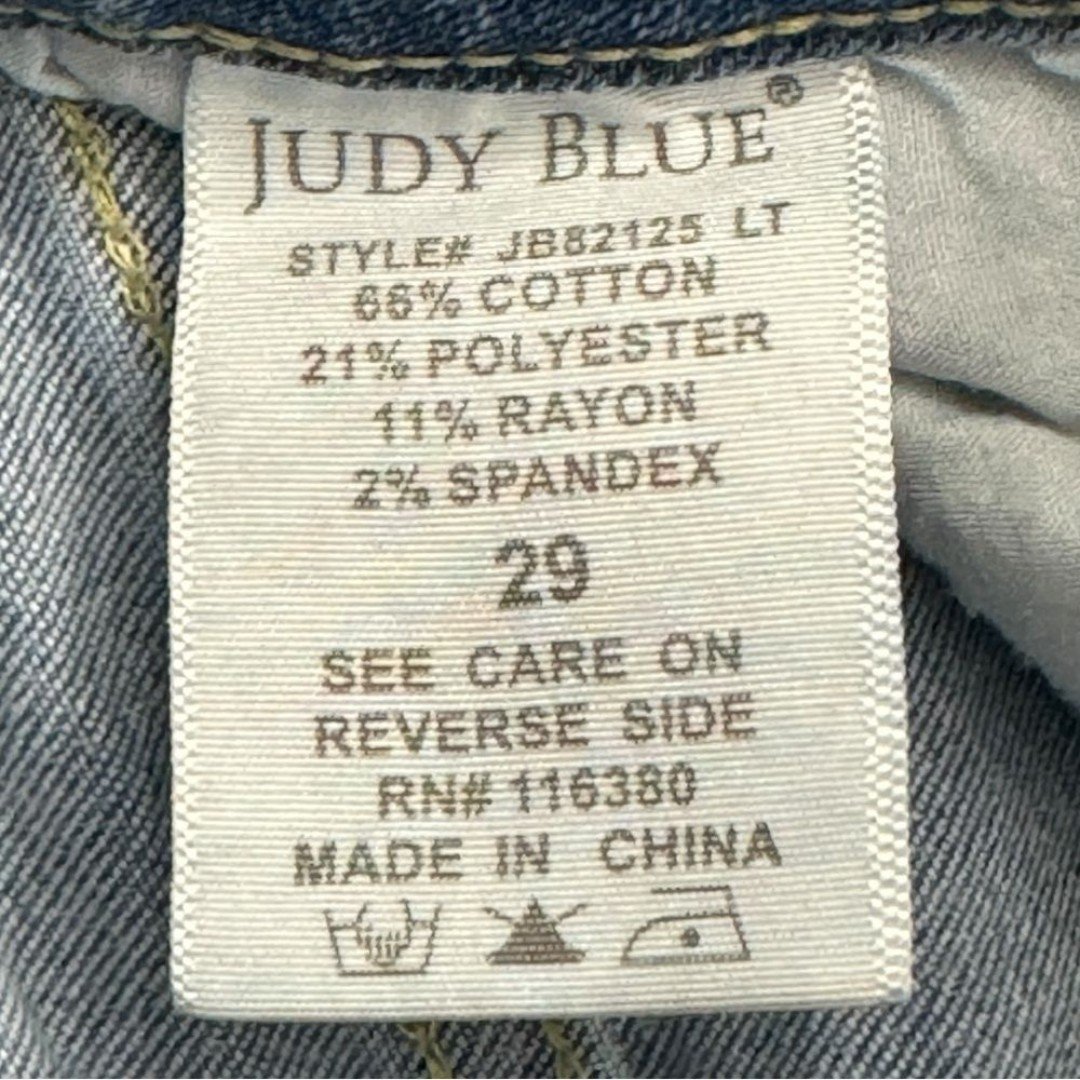 JUDY BLUE®
STYLE# JB82125 LT
66% COTTON
21% POLYESTER
11% RAYON
2% SPANDEX
29
SEE CARE ON
REVERSE SIDE
RN# 116380
MADE IN CHINA